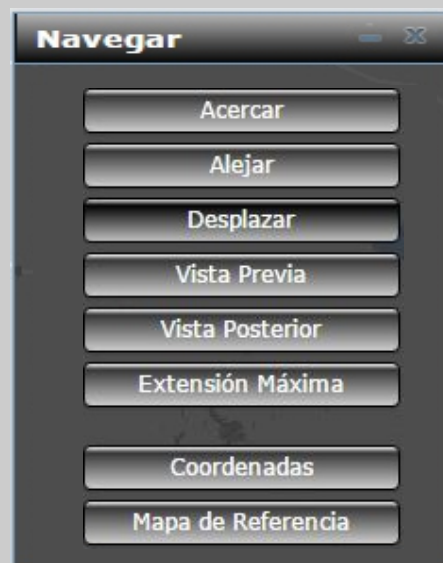 Navegar
Acercar
Alejar
Desplazar
Vista Previa
Vista Posterior
Extensión Máxima
Coordenadas
Mapa de Referencia